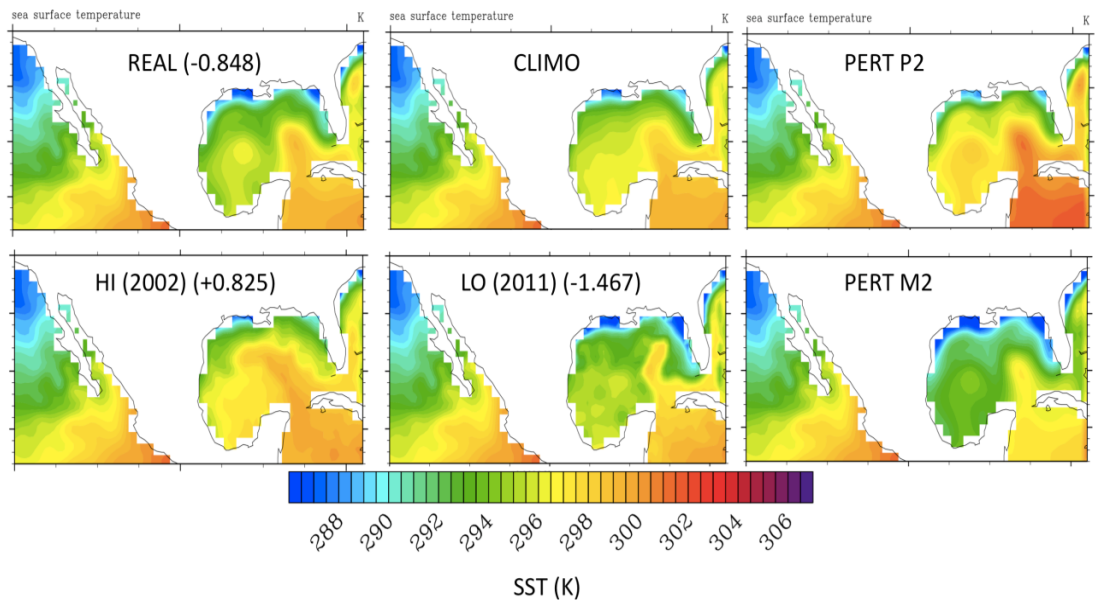 sea surface temperature K
sea surface temperature K
sea surface temperature K
REAL (-0.848)
CLIMO
PERT P2
HI (2002) (+0.825)
LO (2011) (-1.467)
PERT M2
288 290 292 294 296 298 300 302 304 306
SST (K)